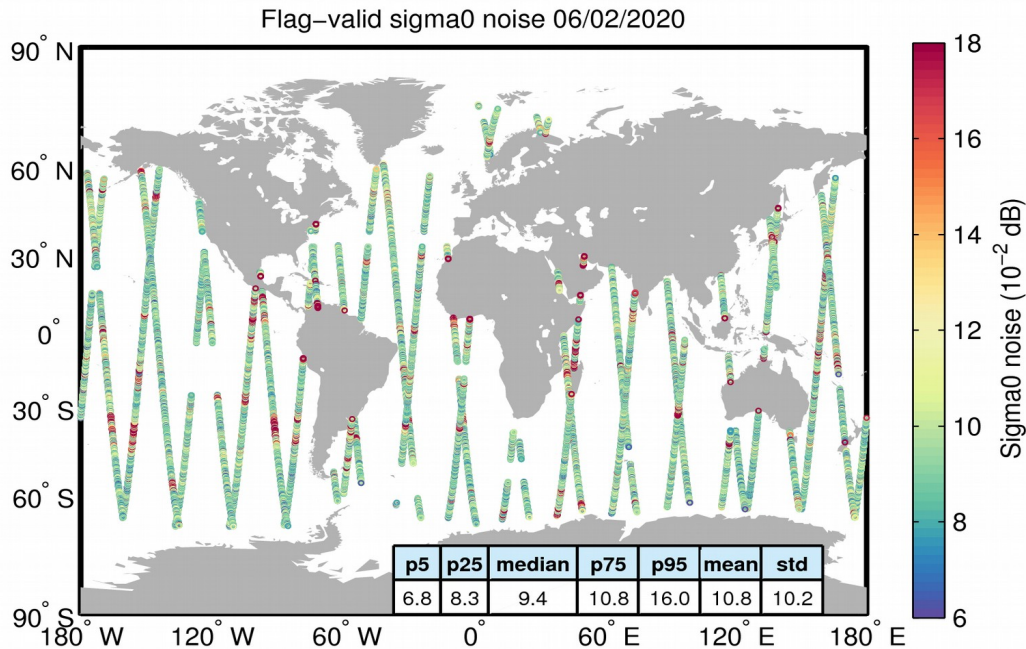 Flag−valid sigma0 noise 06/02/2020
90° N
60° N
30° N
0°
30° S
60° S
90° S
180° W
120° W
60° W
0°
60° E
120° E
180° E
p5 p25 median p75 p95 mean std
6.8 8.3 9.4 10.8 16.0 10.8 10.2
18
16
14
12
10
8
6
Sigma0 noise (10⁻² dB)